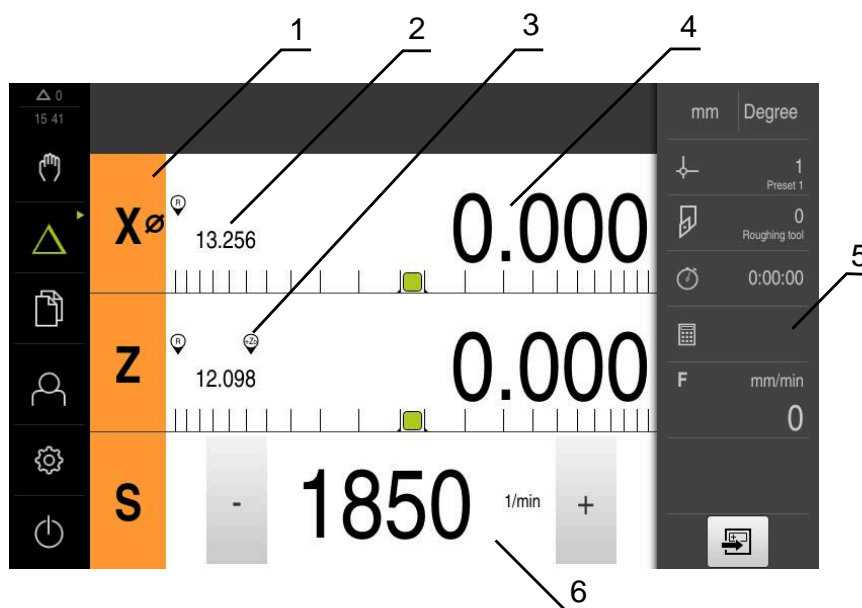 1 2 3 4
0
15 41
mm Degree
X⌀ R 13.256 0.000
1
Preset 1
0
Roughing tool
5
0:00:00
Z R +Z₀ 12.098 0.000
F mm/min
0
S - 1850 1/min +
6